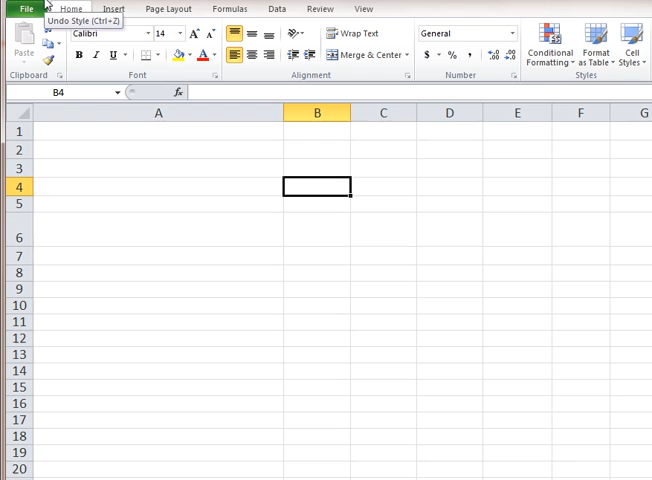 File Home Insert Page Layout Formulas Data Review View
Undo Style (Ctrl+Z)
Paste Calibri 14 A A Wrap Text General Conditional Formatting Format as Table Cell Styles
B I U A Merge & Center $ % ,
Clipboard Font Alignment Number Styles
B4 fx
A B C D E F G
1
2
3
4
5
6
7
8
9
10
11
12
13
14
15
16
17
18
19
20